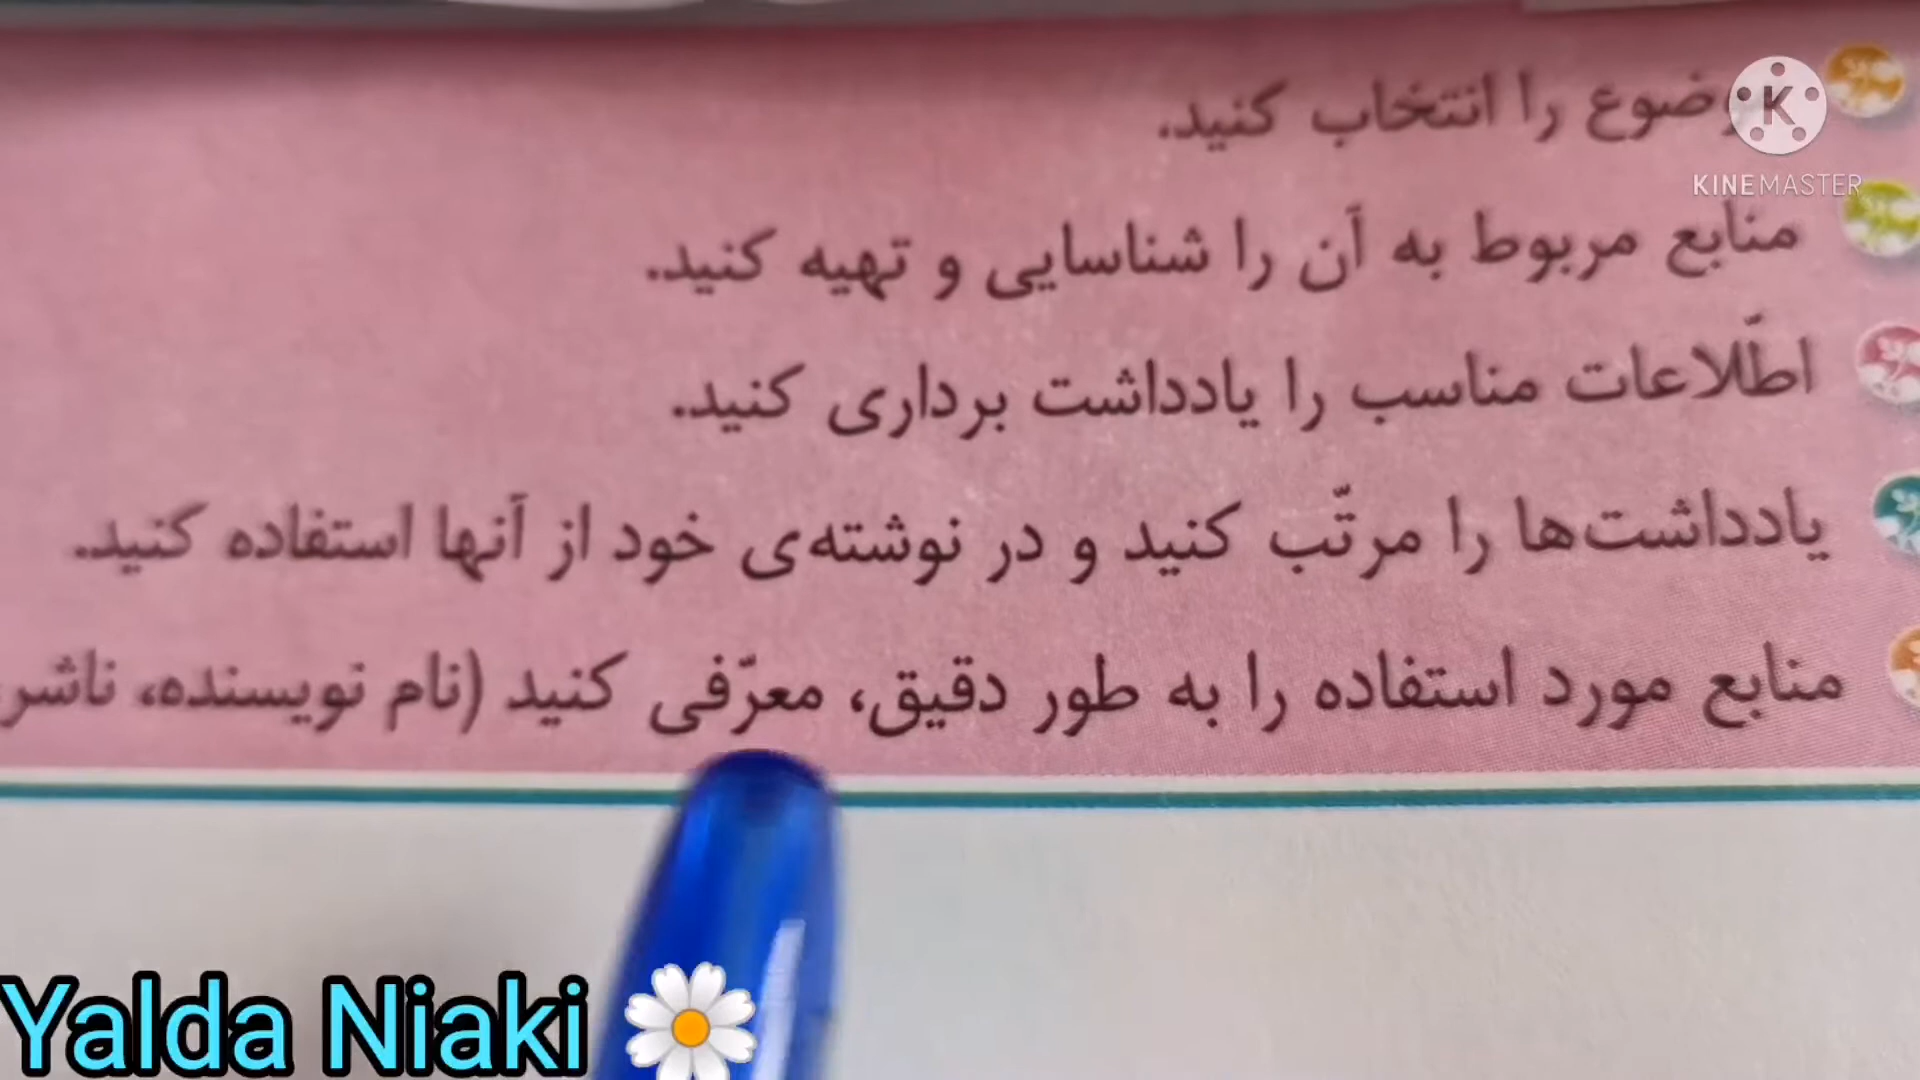 موضوع را انتخاب کنید.
KINEMASTER
منابع مربوط به آن را شناسایی و تهیه کنید.
اطّلاعات مناسب را یادداشت برداری کنید.
یادداشت‌ها را مرتّب کنید و در نوشته‌ی خود از آنها استفاده کنید.
منابع مورد استفاده را به طور دقیق، معرّفی کنید (نام نویسنده، ناشر
Yalda Niaki